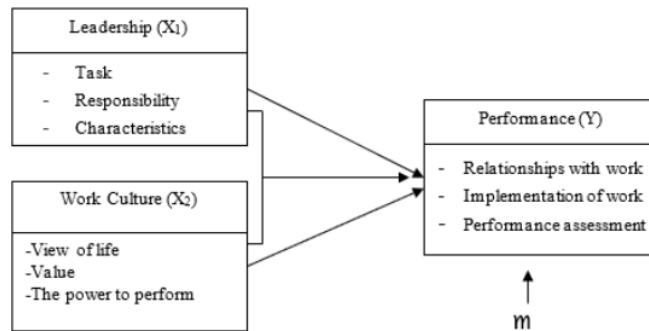 Leadership (X₁)
- Task
- Responsibility
- Characteristics
Work Culture (X₂)
-View of life
-Value
-The power to perform
Performance (Y)
- Relationships with work
- Implementation of work
- Performance assessment
m